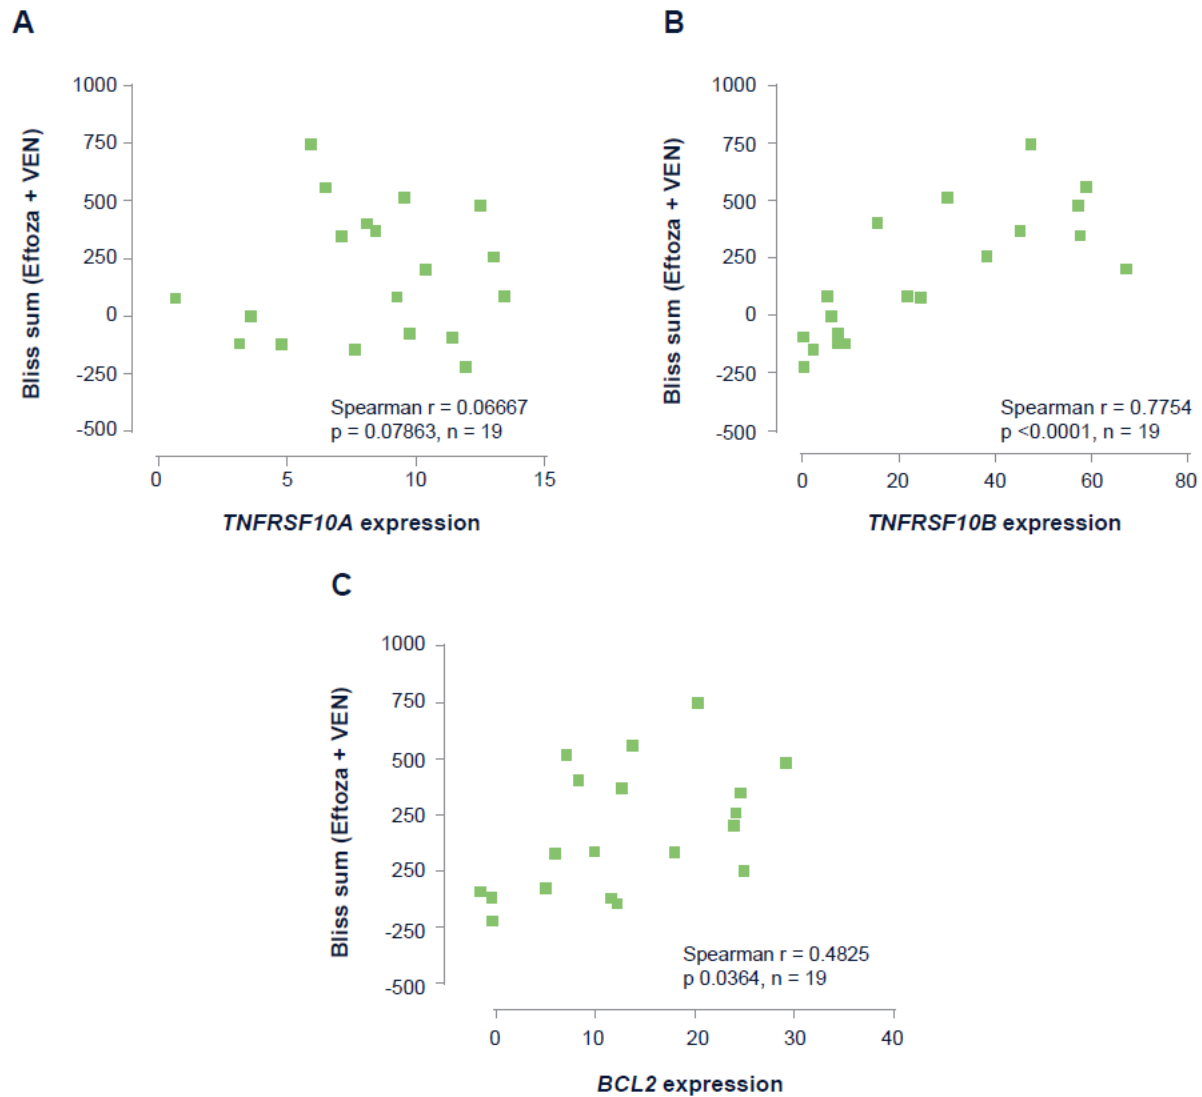 A
1000
750
500
250
0
-250
-500
Bliss sum (Eftoza + VEN)
Spearman r = 0.06667
p = 0.07863, n = 19
0 5 10 15
TNFRSF10A expression
B
1000
750
500
250
0
-250
-500
Bliss sum (Eftoza + VEN)
Spearman r = 0.7754
p <0.0001, n = 19
0 20 40 60 80
TNFRSF10B expression
C
1000
750
500
250
250
-250
-500
Bliss sum (Eftoza + VEN)
Spearman r = 0.4825
p 0.0364, n = 19
0 10 20 30 40
BCL2 expression